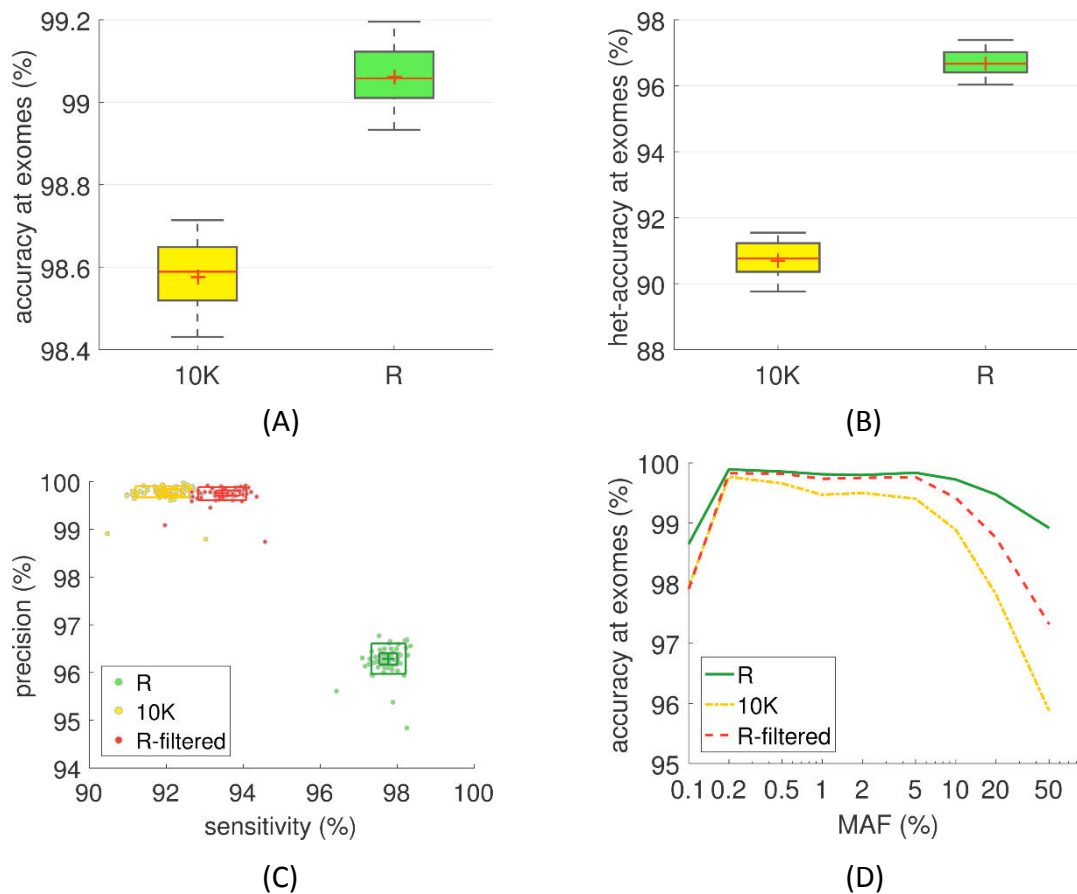 accuracy at exomes (%)
99.2
99
98.8
98.6
98.4
10K R
(A)
het-accuracy at exomes (%)
98
96
94
92
90
88
10K R
(B)
precision (%)
100
99
98
97
96
95
94
R
10K
R-filtered
90 92 94 96 98 100
sensitivity (%)
(C)
accuracy at exomes (%)
100
99
98
97
96
95
R
10K
R-filtered
0.1 0.2 0.5 1 2 5 10 20 50
MAF (%)
(D)